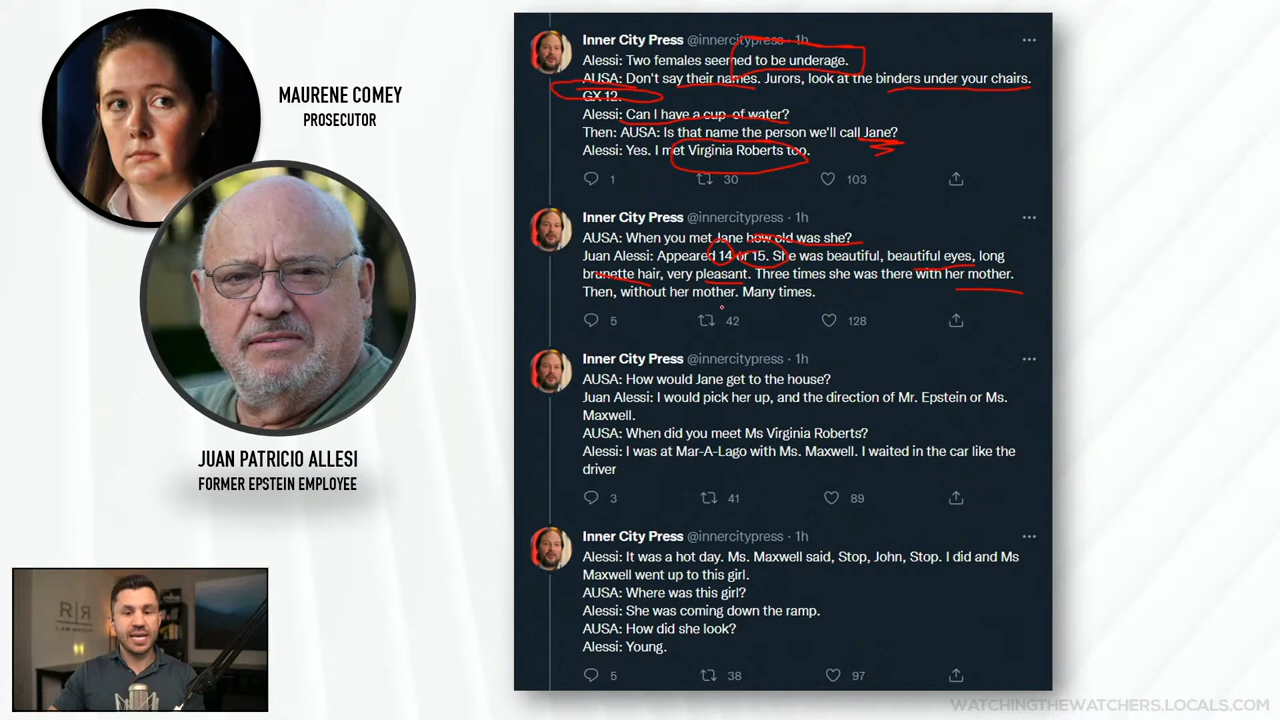 MAURENE COMEY
PROSECUTOR
JUAN PATRICIO ALLESI
FORMER EPSTEIN EMPLOYEE
Inner City Press @innercitypress · 1h
Alessi: Two females seemed to be underage.
AUSA: Don't say their names. Jurors, look at the binders under your chairs.
GX 12.
Alessi: Can I have a cup of water?
Then: AUSA: Is that name the person we'll call Jane?
Alessi: Yes. I met Virginia Roberts too.
1 30 103
Inner City Press @innercitypress · 1h
AUSA: When you met Jane how old was she?
Juan Alessi: Appeared 14 or 15. She was beautiful, beautiful eyes, long
brunette hair, very pleasant. Three times she was there with her mother.
Then, without her mother. Many times.
5 42 128
Inner City Press @innercitypress · 1h
AUSA: How would Jane get to the house?
Juan Alessi: I would pick her up, and the direction of Mr. Epstein or Ms.
Maxwell.
AUSA: When did you meet Ms Virginia Roberts?
Alessi: I was at Mar-A-Lago with Ms. Maxwell. I waited in the car like the
driver
3 41 89
Inner City Press @innercitypress · 1h
Alessi: It was a hot day. Ms. Maxwell said, Stop, John, Stop. I did and Ms
Maxwell went up to this girl.
AUSA: Where was this girl?
Alessi: She was coming down the ramp.
AUSA: How did she look?
Alessi: Young.
5 38 97
R|R
WATCHINGTHEWATCHERS.LOCALS.COM